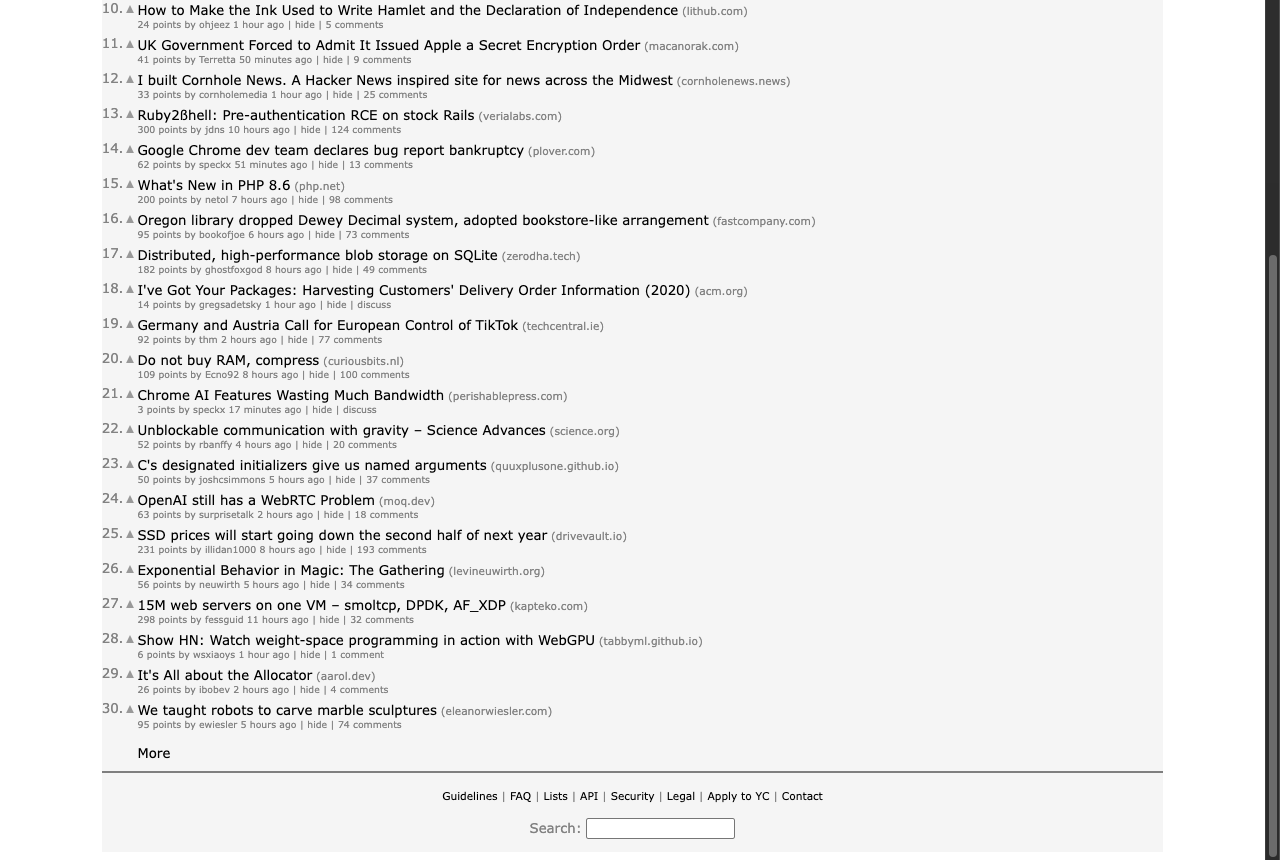 10. ▲ How to Make the Ink Used to Write Hamlet and the Declaration of Independence (lithub.com)
24 points by ohjeez 1 hour ago | hide | 5 comments
11. ▲ UK Government Forced to Admit It Issued Apple a Secret Encryption Order (macanorak.com)
41 points by Terretta 50 minutes ago | hide | 9 comments
12. ▲ I built Cornhole News. A Hacker News inspired site for news across the Midwest (cornholenews.news)
33 points by cornholemedia 1 hour ago | hide | 25 comments
13. ▲ Ruby2ßhell: Pre-authentication RCE on stock Rails (verialabs.com)
300 points by jdns 10 hours ago | hide | 124 comments
14. ▲ Google Chrome dev team declares bug report bankruptcy (plover.com)
62 points by speckx 51 minutes ago | hide | 13 comments
15. ▲ What's New in PHP 8.6 (php.net)
200 points by netol 7 hours ago | hide | 98 comments
16. ▲ Oregon library dropped Dewey Decimal system, adopted bookstore-like arrangement (fastcompany.com)
95 points by bookofjoe 6 hours ago | hide | 73 comments
17. ▲ Distributed, high-performance blob storage on SQLite (zerodha.tech)
182 points by ghostfoxgod 8 hours ago | hide | 49 comments
18. ▲ I've Got Your Packages: Harvesting Customers' Delivery Order Information (2020) (acm.org)
14 points by gregsadetsky 1 hour ago | hide | discuss
19. ▲ Germany and Austria Call for European Control of TikTok (techcentral.ie)
92 points by thm 2 hours ago | hide | 77 comments
20. ▲ Do not buy RAM, compress (curiousbits.nl)
109 points by Ecno92 8 hours ago | hide | 100 comments
21. ▲ Chrome AI Features Wasting Much Bandwidth (perishablepress.com)
3 points by speckx 17 minutes ago | hide | discuss
22. ▲ Unblockable communication with gravity – Science Advances (science.org)
52 points by rbanffy 4 hours ago | hide | 20 comments
23. ▲ C's designated initializers give us named arguments (quuxplusone.github.io)
50 points by joshcsimmons 5 hours ago | hide | 37 comments
24. ▲ OpenAI still has a WebRTC Problem (moq.dev)
63 points by surprisetalk 2 hours ago | hide | 18 comments
25. ▲ SSD prices will start going down the second half of next year (drivevault.io)
231 points by illidan1000 8 hours ago | hide | 193 comments
26. ▲ Exponential Behavior in Magic: The Gathering (levineuwirth.org)
56 points by neuwirth 5 hours ago | hide | 34 comments
27. ▲ 15M web servers on one VM – smoltcp, DPDK, AF_XDP (kapteko.com)
298 points by fessguid 11 hours ago | hide | 32 comments
28. ▲ Show HN: Watch weight-space programming in action with WebGPU (tabbyml.github.io)
6 points by wsxiaoys 1 hour ago | hide | 1 comment
29. ▲ It's All about the Allocator (aarol.dev)
26 points by ibobev 2 hours ago | hide | 4 comments
30. ▲ We taught robots to carve marble sculptures (eleanorwiesler.com)
95 points by ewiesler 5 hours ago | hide | 74 comments
More
Guidelines | FAQ | Lists | API | Security | Legal | Apply to YC | Contact
Search: